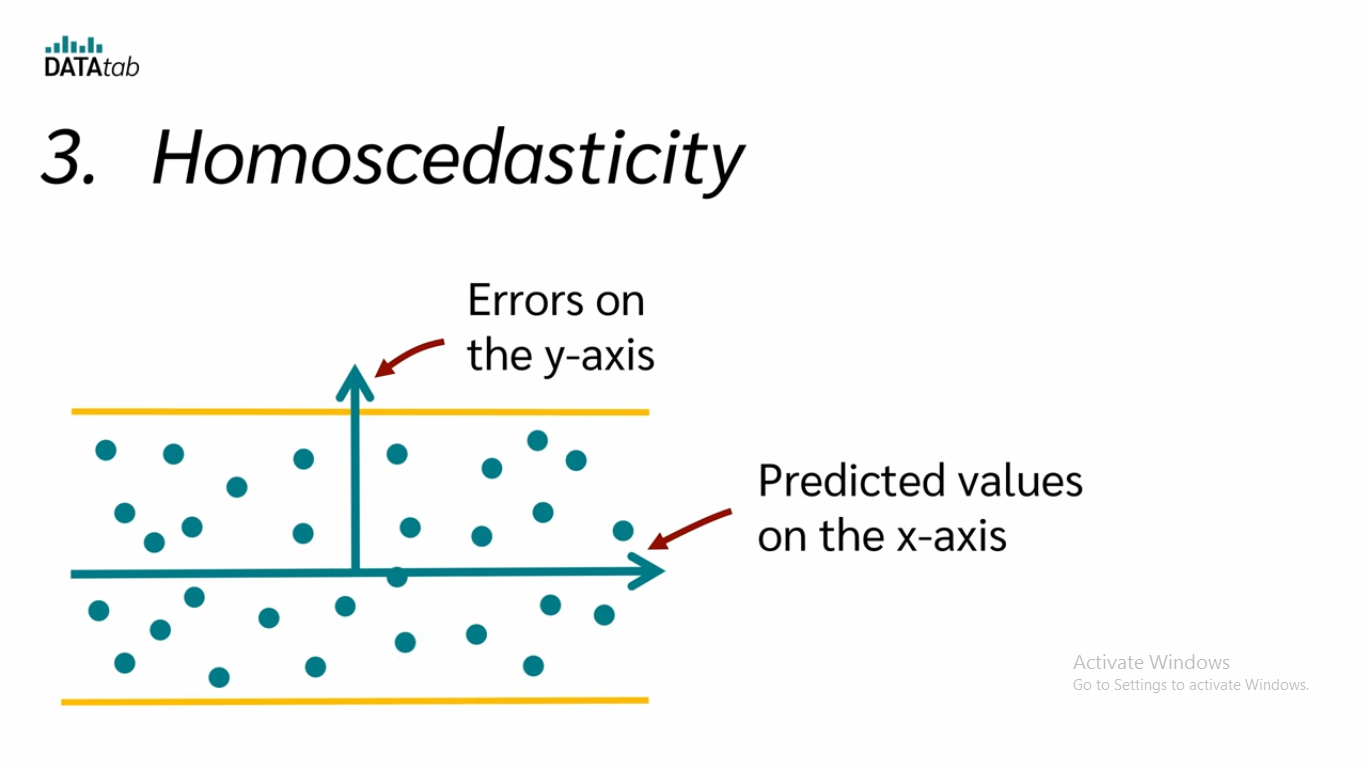 DATAtab
3. Homoscedasticity
Errors on
the y-axis
Predicted values
on the x-axis
Activate Windows
Go to Settings to activate Windows.